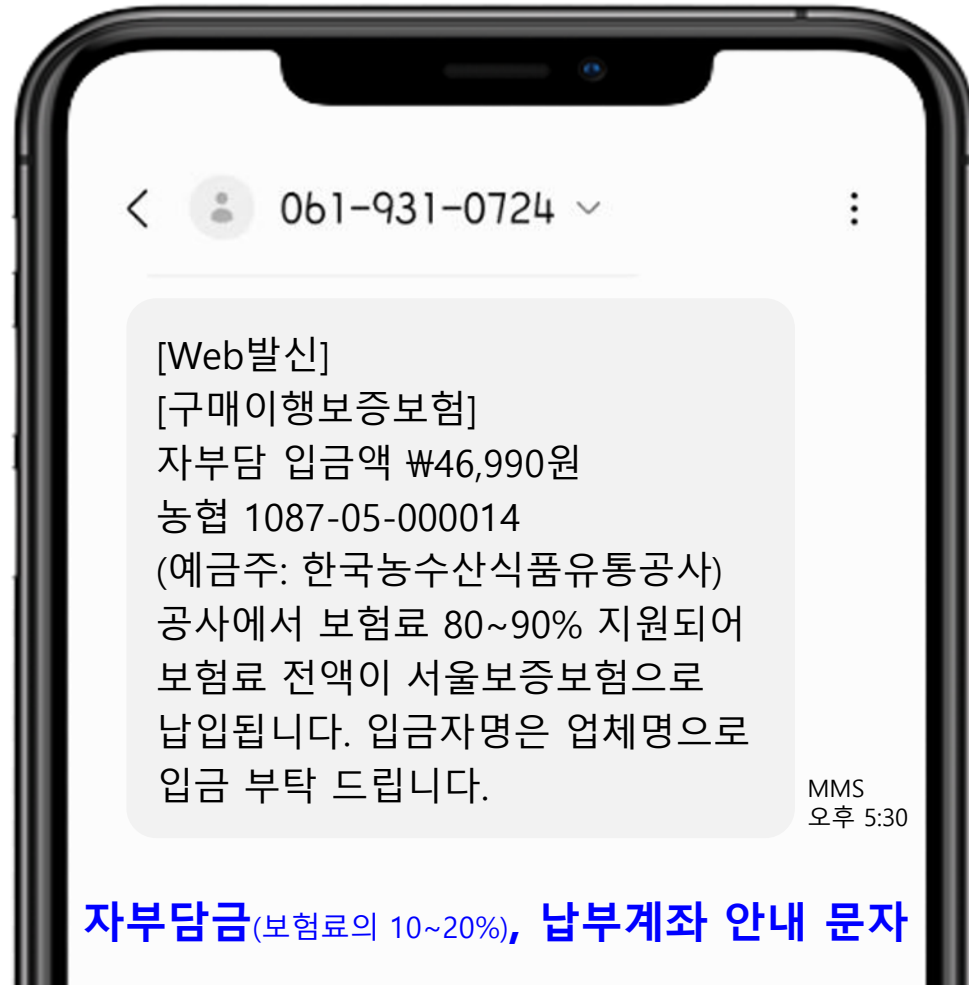 061-931-0724
[Web발신]
[구매이행보증보험]
자부담 입금액 ₩46,990원
농협 1087-05-000014
(예금주: 한국농수산식품유통공사)
공사에서 보험료 80~90% 지원되어
보험료 전액이 서울보증보험으로
납입됩니다. 입금자명은 업체명으로
입금 부탁 드립니다.
MMS
오후 5:30
자부담금(보험료의 10~20%), 납부계좌 안내 문자